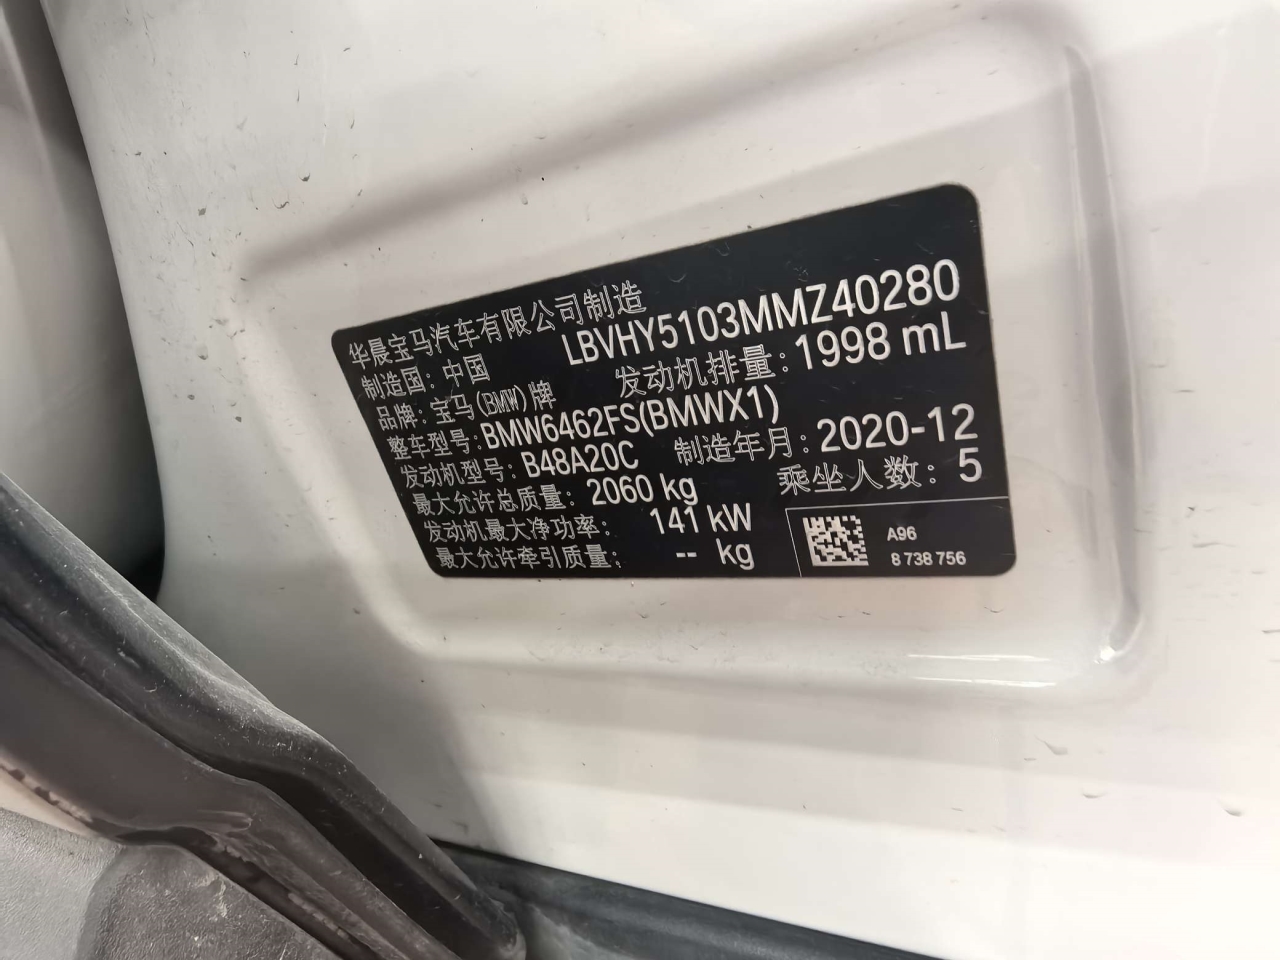 华晨宝马汽车有限公司制造
制造国：中国 LBVHY5103MMZ40280
品牌：宝马(BMW)牌 发动机排量：1998 mL
整车型号：BMW6462FS(BMWX1)
发动机型号：B48A20C 制造年月：2020-12
最大允许总质量：2060 kg 乘坐人数：5
发动机最大净功率： 141 kW
最大允许牵引质量： -- kg
A96
8 738 756